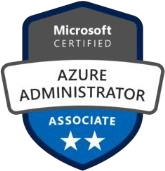 Microsoft
CERTIFIED
AZURE
ADMINISTRATOR
ASSOCIATE